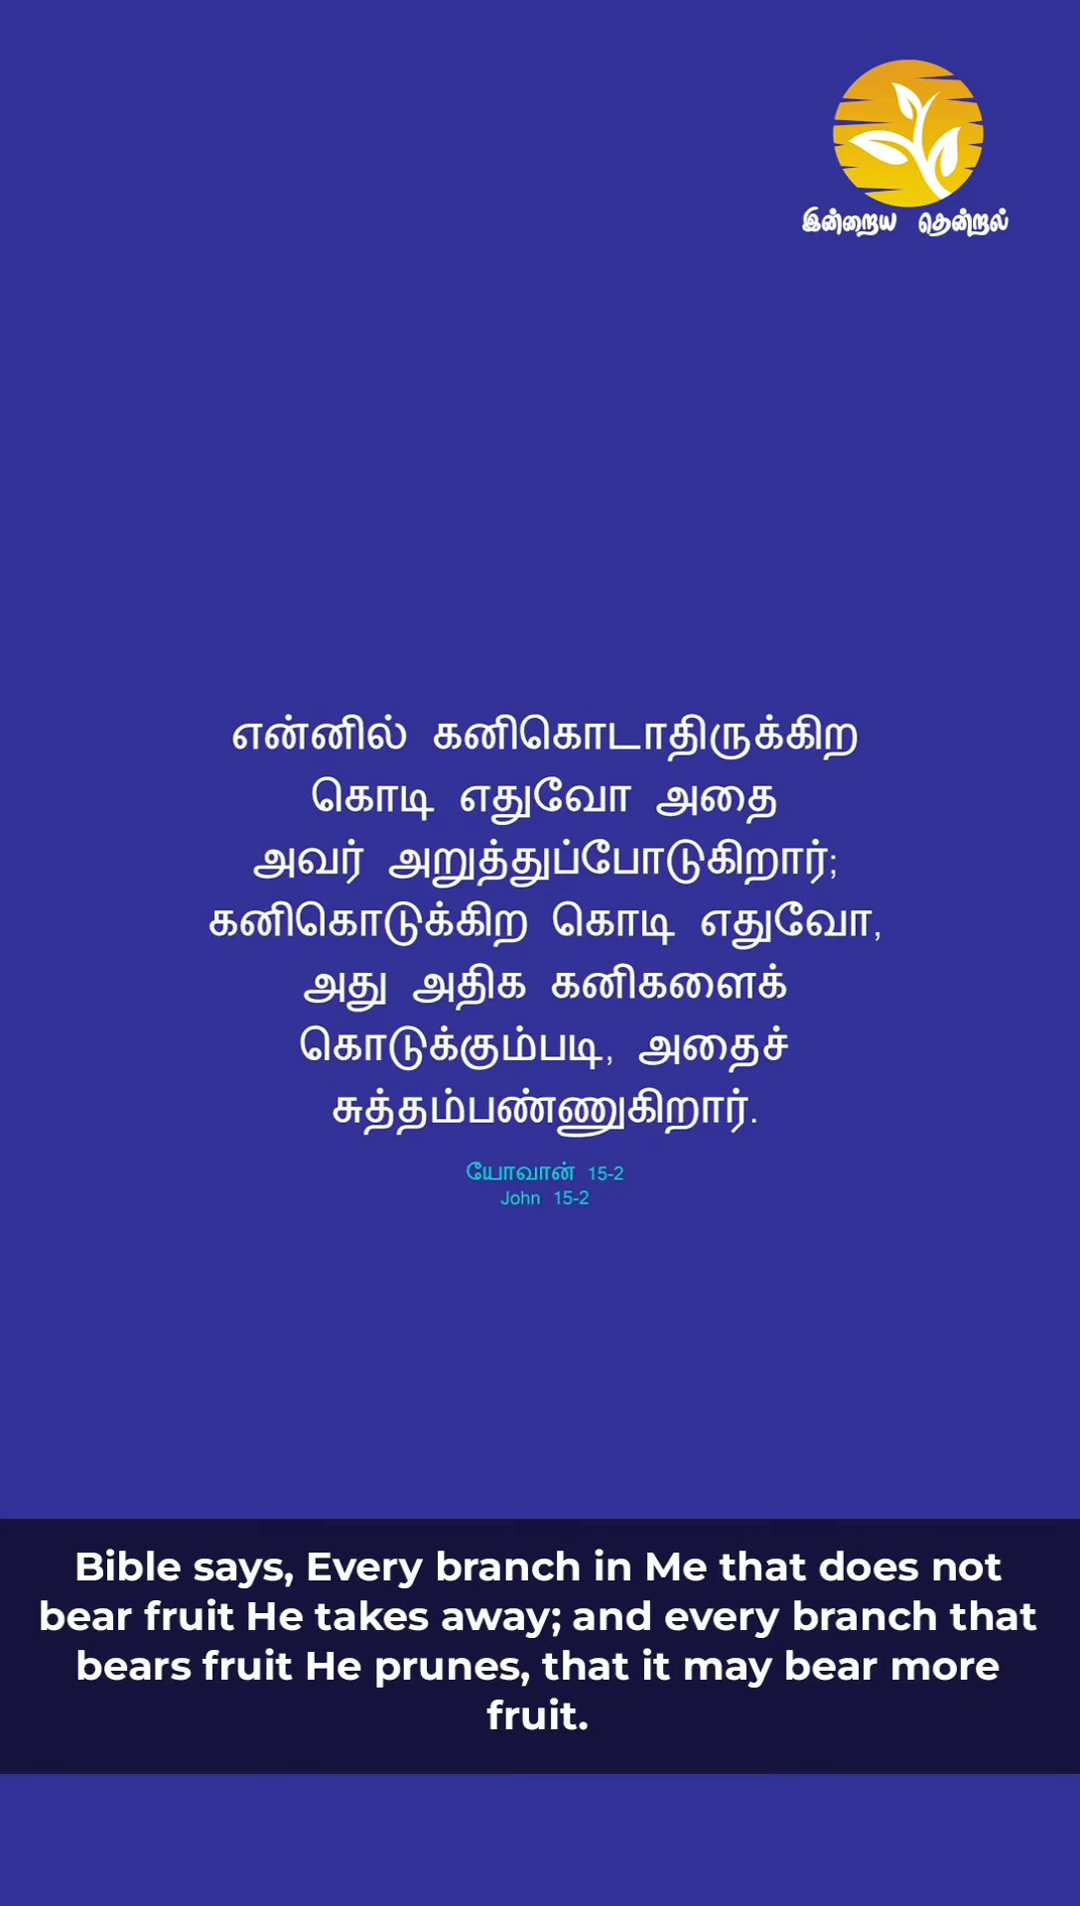 இன்றைய தென்றல்
என்னில் கனிகொடாதிருக்கிற
கொடி எதுவோ அதை
அவர் அறுத்துப்போடுகிறார்;
கனிகொடுக்கிற கொடி எதுவோ,
அது அதிக கனிகளைக்
கொடுக்கும்படி, அதைச்
சுத்தம்பண்ணுகிறார்.
யோவான் 15-2
John 15-2
Bible says, Every branch in Me that does not
bear fruit He takes away; and every branch that
bears fruit He prunes, that it may bear more
fruit.